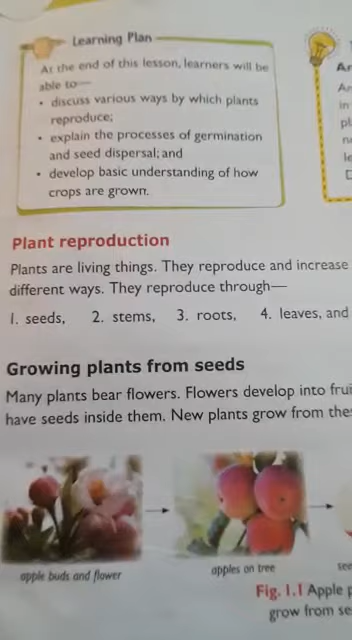 Learning Plan
At the end of this lesson, learners will be
able to—
• discuss various ways by which plants
reproduce;
• explain the processes of germination
and seed dispersal; and
• develop basic understanding of how
crops are grown.
Plant reproduction
Plants are living things. They reproduce and increase
different ways. They reproduce through—
1. seeds, 2. stems, 3. roots, 4. leaves, and
Growing plants from seeds
Many plants bear flowers. Flowers develop into
have seeds inside them. New plants grow from
apple buds and flower
apples on tree
Fig. 1.1 Apple
grow from